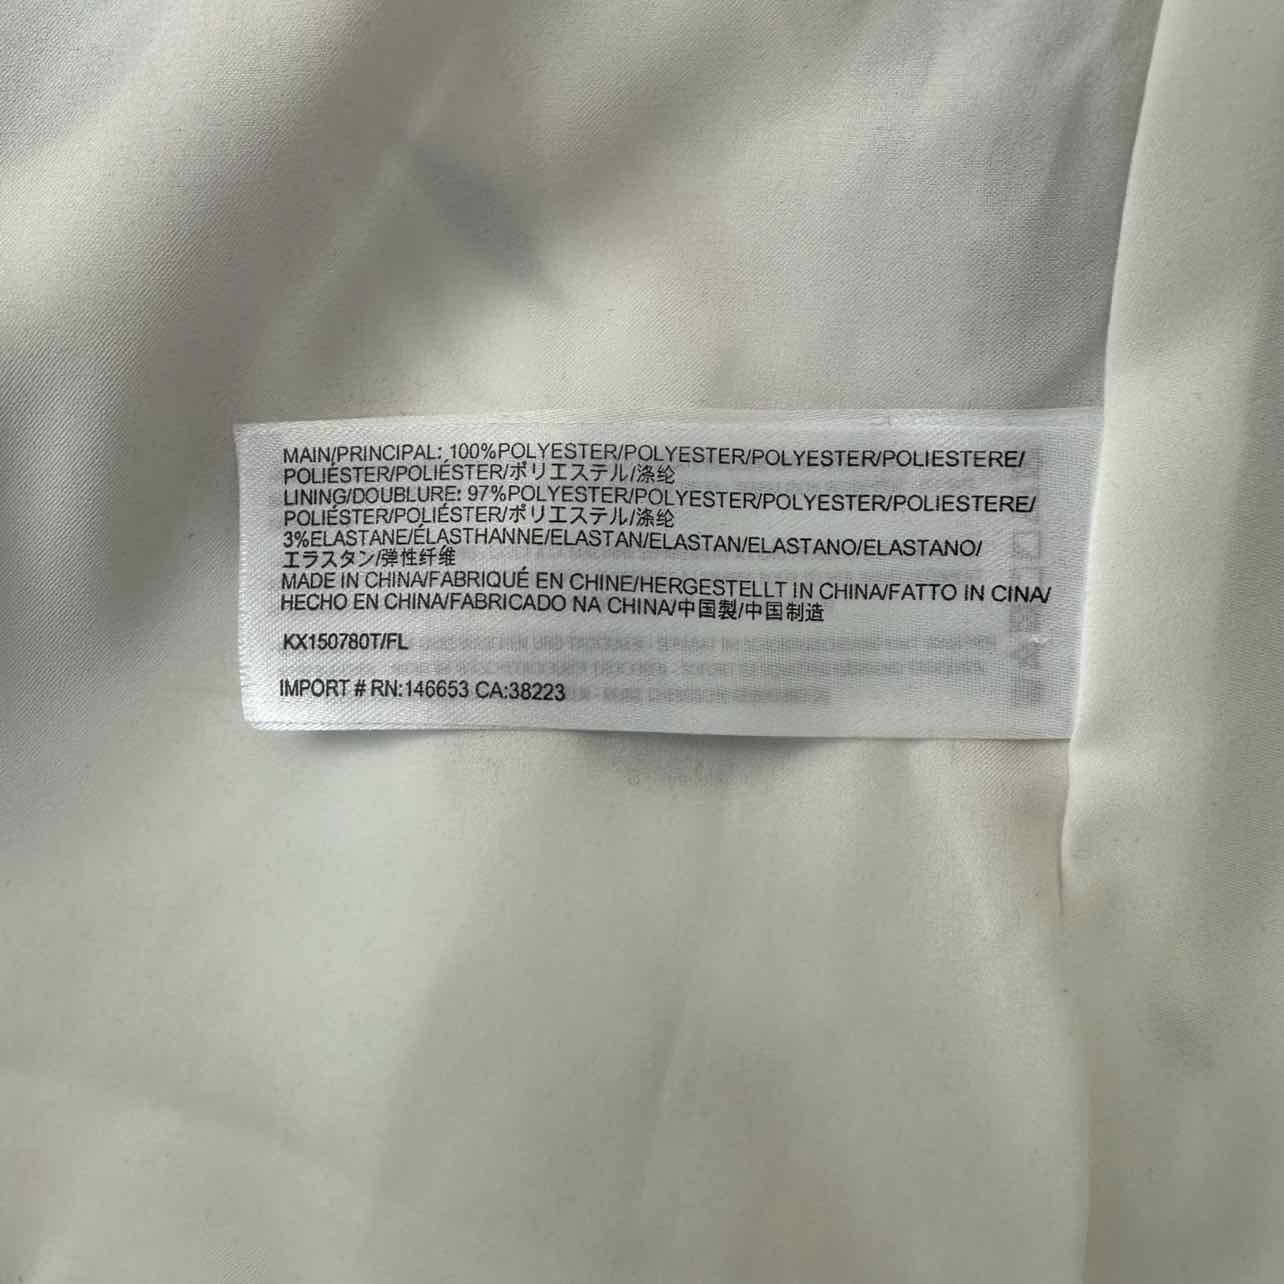 MAIN/PRINCIPAL: 100%POLYESTER/POLYESTER/POLYESTER/POLIESTERE/
POLIÉSTER/POLIÉSTER/ポリエステル/涤纶
LINING/DOUBLURE: 97%POLYESTER/POLYESTER/POLYESTER/POLIESTERE/
POLIÉSTER/POLIÉSTER/ポリエステル/涤纶
3%ELASTANE/ÉLASTHANNE/ELASTAN/ELASTAN/ELASTANO/ELASTANO/
エラスタン/弹性纤维
MADE IN CHINA/FABRIQUÉ EN CHINE/HERGESTELLT IN CHINA/FATTO IN CINA/
HECHO EN CHINA/FABRICADO NA CHINA/中国製/中国制造
KX150780T/FL
IMPORT # RN:146653 CA:38223